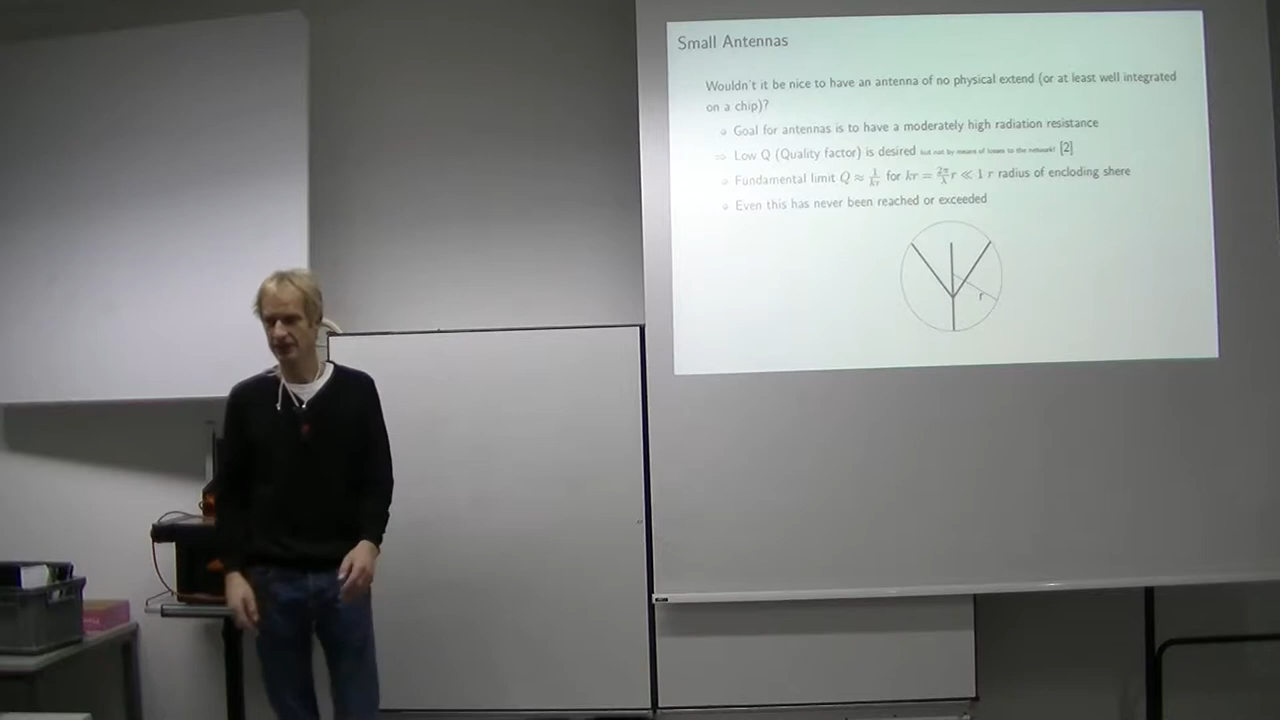 Small Antennas
Wouldn't it be nice to have an antenna of no physical extend (or at least well integrated
on a chip)?
Goal for antennas is to have a moderately high radiation resistance
⇒ Low Q (Quality factor) is desired but not by means of losses to the network! [2]
Fundamental limit Q ≈ 1/kr for kr = 2π/λ r ≪ 1 r radius of encloding shere
Even this has never been reached or exceeded
r